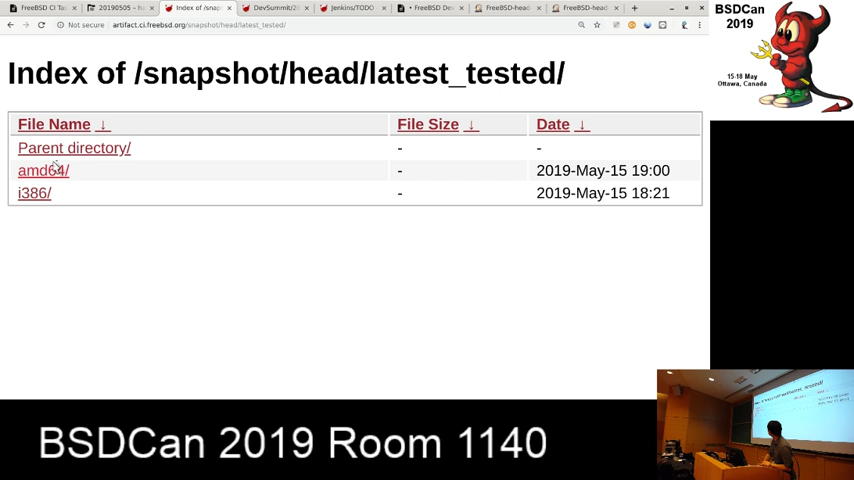 FreeBSD CI Tas
20190505 – h
Index of /snap
DevSummit/2
Jenkins/TODO
• FreeBSD Dev
FreeBSD-head
FreeBSD-head
Not secure
artifact.ci.freebsd.org/snapshot/head/latest_tested/
BSDCan
2019
15-18 May
Ottawa, Canada
Index of /snapshot/head/latest_tested/
File Name ↓ File Size ↓ Date ↓
Parent directory/ - -
amd64/ - 2019-May-15 19:00
i386/ - 2019-May-15 18:21
BSDCan 2019 Room 1140